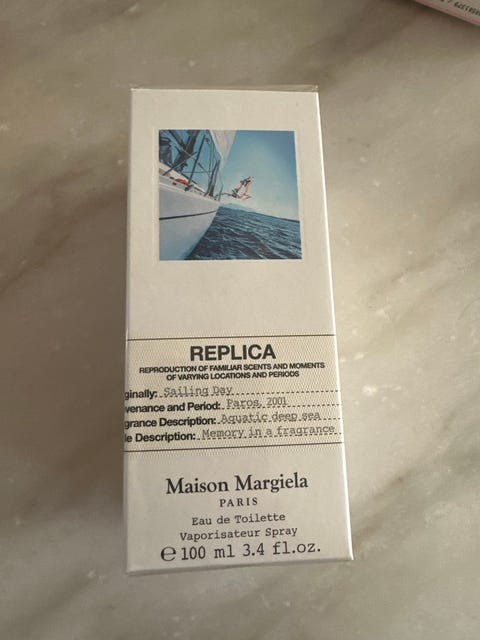 REPLICA
REPRODUCTION OF FAMILIAR SCENTS AND MOMENTS
OF VARYING LOCATIONS AND PERIODS
ginally: Sailing Day
venance and Period: Paros, 2001
grance Description: Aquatic deep sea
le Description: Memory in a fragrance
Maison Margiela
PARIS
Eau de Toilette
Vaporisateur Spray
℮ 100 ml 3.4 fl.oz.